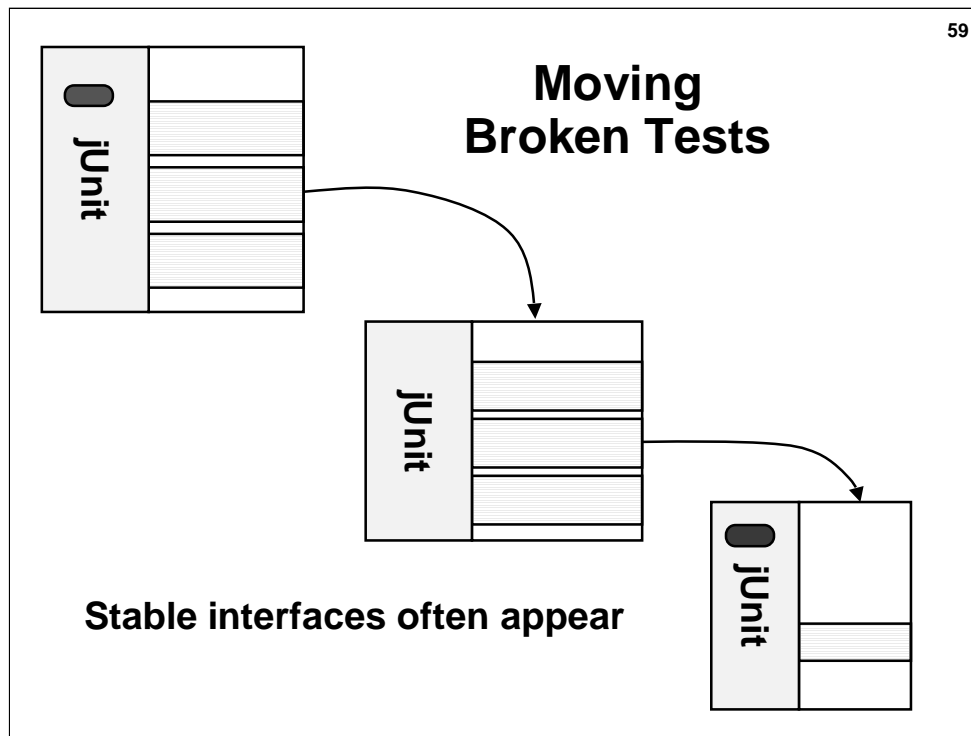 59
Moving
Broken Tests
jUnit
jUnit
jUnit
Stable interfaces often appear